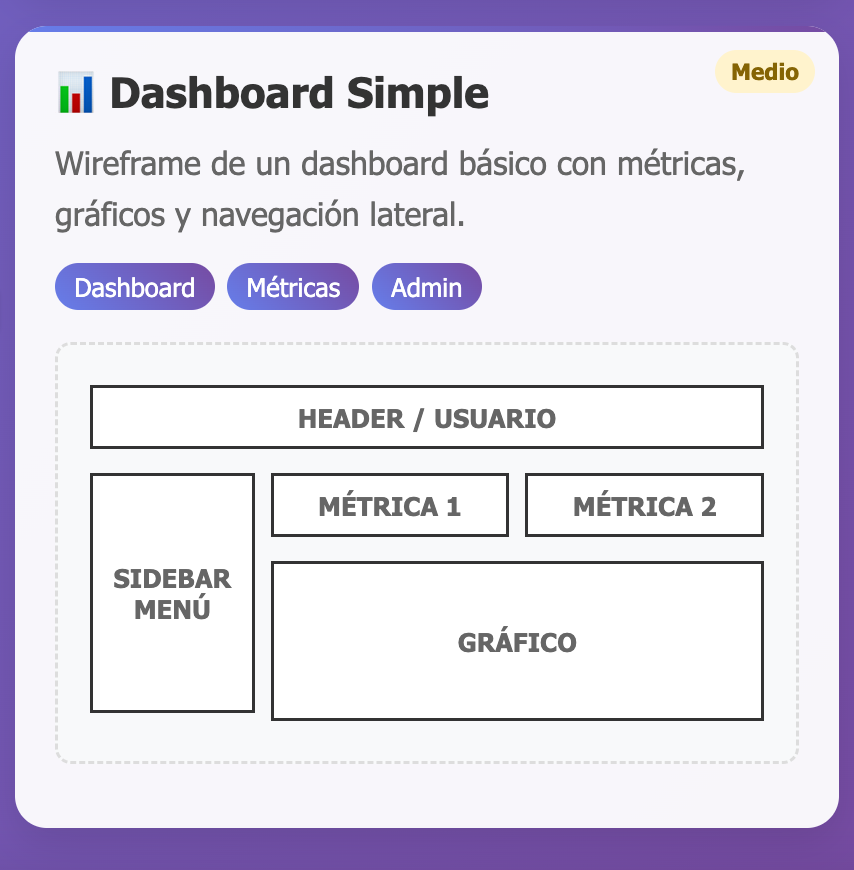 📊 Dashboard Simple
Medio
Wireframe de un dashboard básico con métricas,
gráficos y navegación lateral.
Dashboard Métricas Admin
HEADER / USUARIO
SIDEBAR
MENÚ
MÉTRICA 1
MÉTRICA 2
GRÁFICO